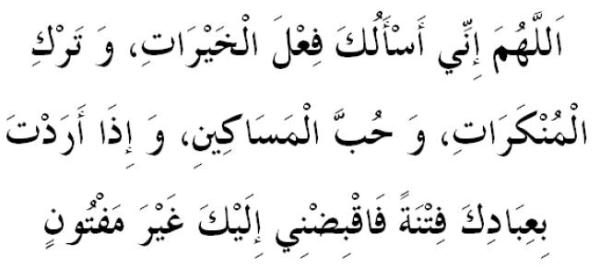 اَللَّهُمَ إِنِّي أَسْأَلُكَ فِعْلَ الْخَيْرَاتِ، وَ تَرْكِ
الْمُنْكَرَاتِ، وَ حُبَّ الْمَسَاكِينِ، وَ إِذَا أَرَدْتَ
بِعِبَادِكَ فِتْنَةً فَاقْبِضْنِي إِلَيْكَ غَيْرَ مَفْتُونٍ